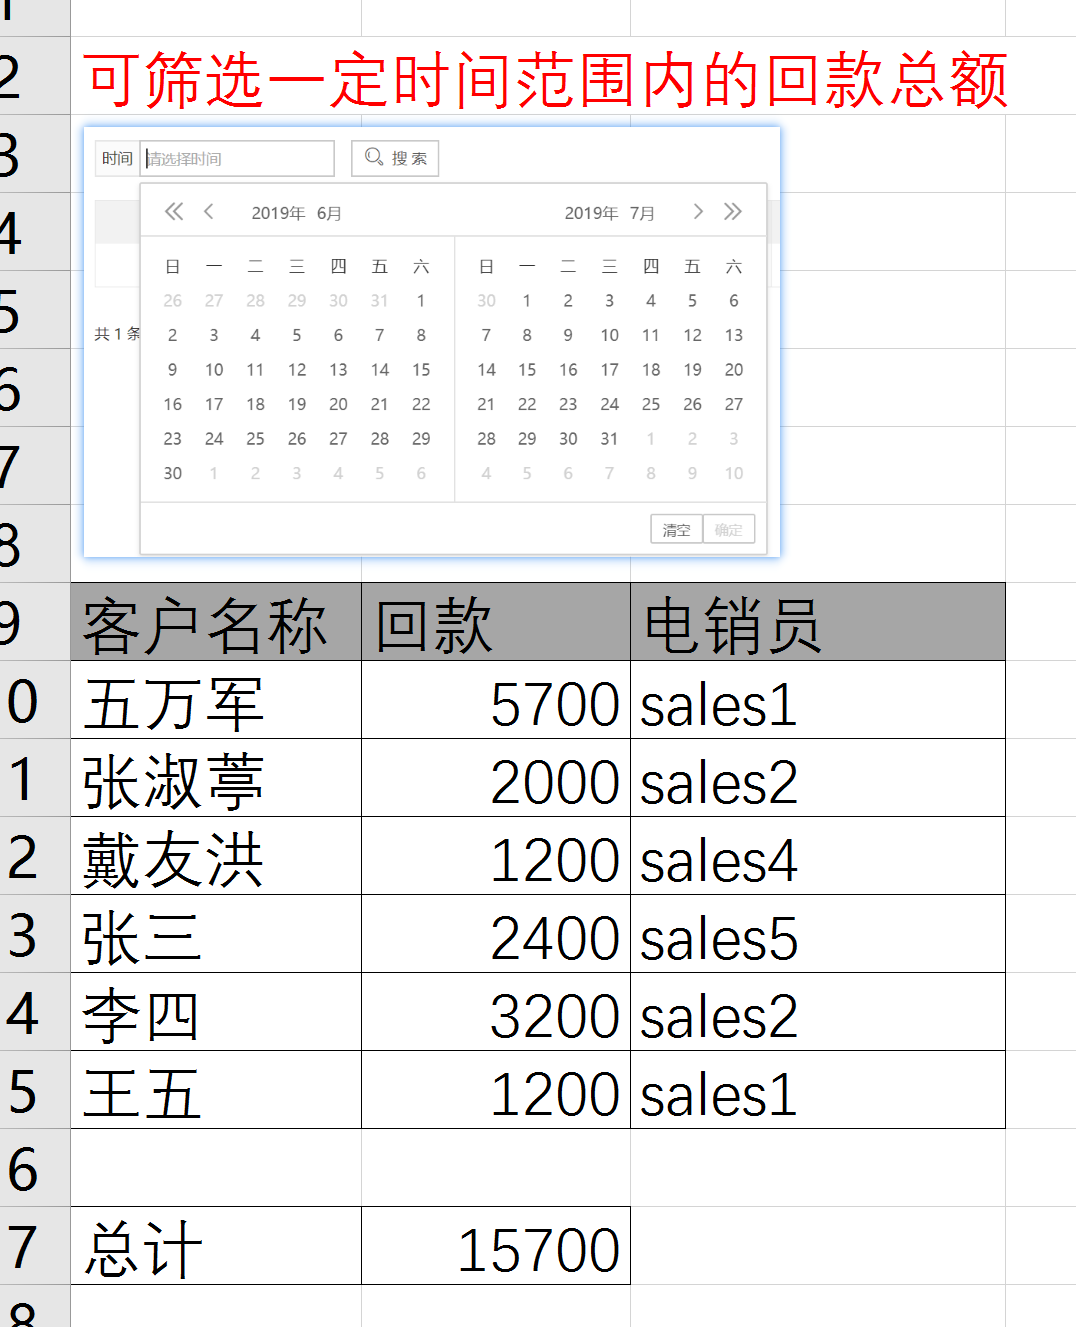 1
2 可筛选一定时间范围内的回款总额
3 时间 请选择时间 搜 索
2019年 6月 2019年 7月
4
日 一 二 三 四 五 六 日 一 二 三 四 五 六
26 27 28 29 30 31 1 30 1 2 3 4 5 6
5 共 1 条 2 3 4 5 6 7 8 7 8 9 10 11 12 13
9 10 11 12 13 14 15 14 15 16 17 18 19 20
6 16 17 18 19 20 21 22 21 22 23 24 25 26 27
23 24 25 26 27 28 29 28 29 30 31 1 2 3
7 30 1 2 3 4 5 6 4 5 6 7 8 9 10
8 清空 确定
9 客户名称 回款 电销员
0 五万军 5700 sales1
1 张淑葶 2000 sales2
2 戴友洪 1200 sales4
3 张三 2400 sales5
4 李四 3200 sales2
5 王五 1200 sales1
6
7 总计 15700
8